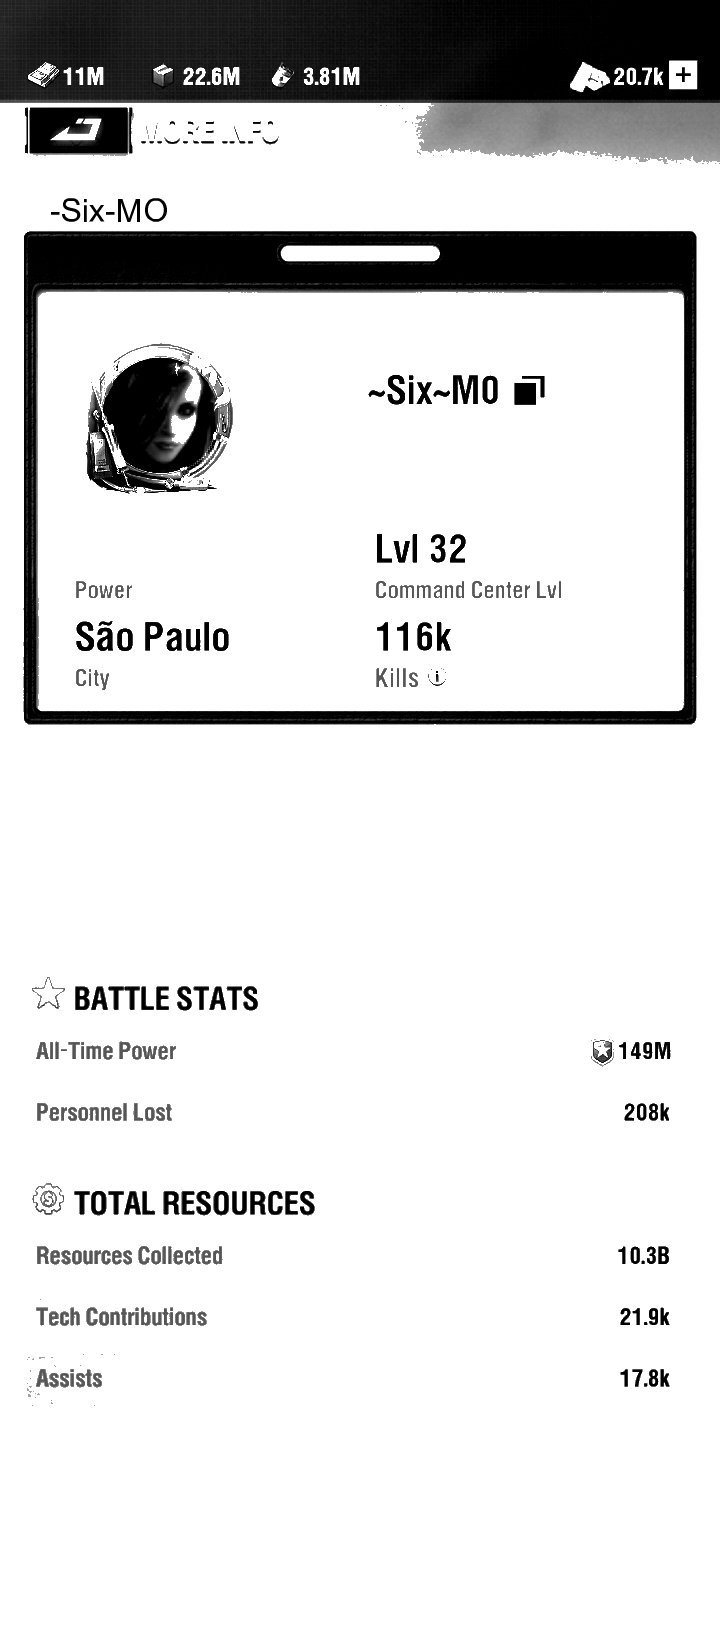 11M 22.6M 3.81M 20.7k +
MORE INFO
-Six-MO
~Six~M0
Lvl 32
Power Command Center Lvl
São Paulo 116k
City Kills i
BATTLE STATS
All-Time Power 149M
Personnel Lost 208k
TOTAL RESOURCES
Resources Collected 10.3B
Tech Contributions 21.9k
Assists 17.8k